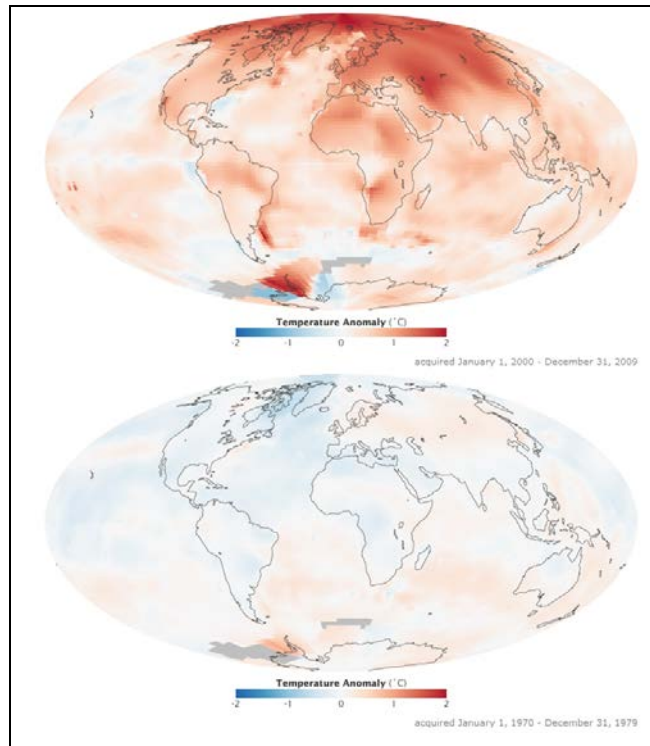 Temperature Anomaly (˚C)
-2 -1 0 1 2
acquired January 1, 2000 - December 31, 2009
Temperature Anomaly (˚C)
-2 -1 0 1 2
acquired January 1, 1970 - December 31, 1979